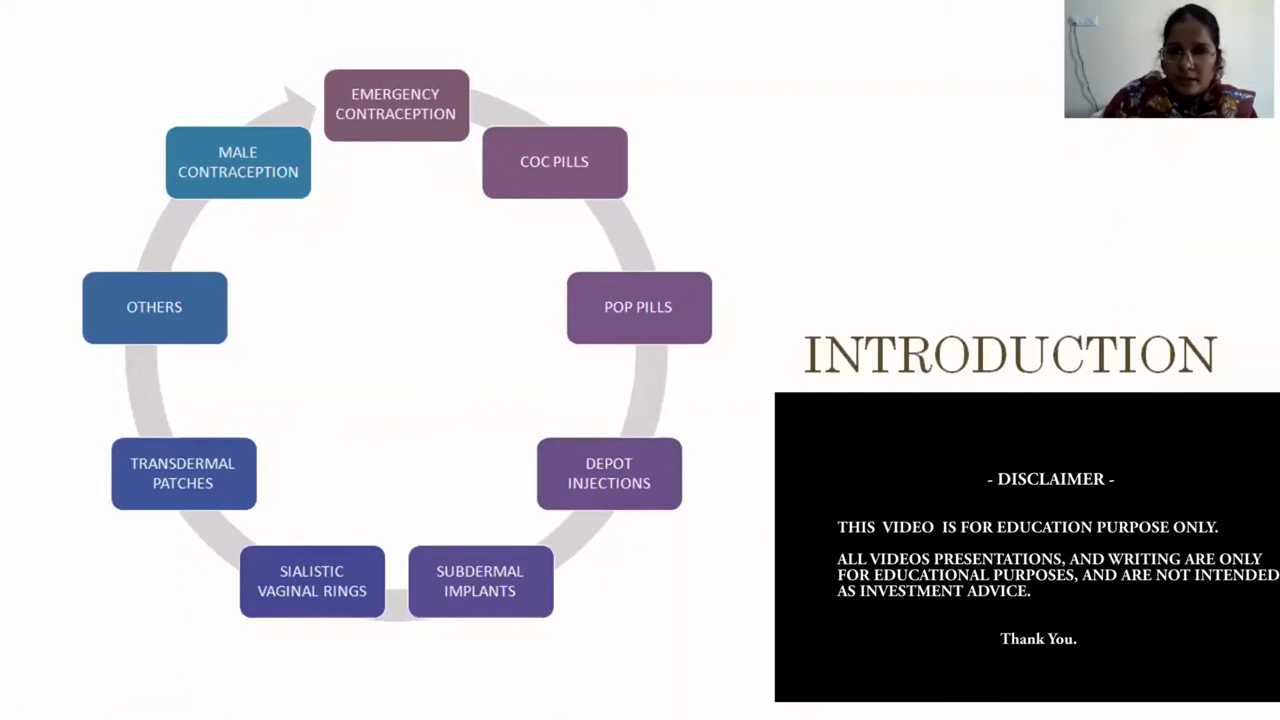 EMERGENCY
CONTRACEPTION
COC PILLS
POP PILLS
DEPOT
INJECTIONS
SUBDERMAL
IMPLANTS
SIALISTIC
VAGINAL RINGS
TRANSDERMAL
PATCHES
OTHERS
MALE
CONTRACEPTION
INTRODUCTION
- DISCLAIMER -
THIS VIDEO IS FOR EDUCATION PURPOSE ONLY.
ALL VIDEOS PRESENTATIONS, AND WRITING ARE ONLY
FOR EDUCATIONAL PURPOSES, AND ARE NOT INTENDED
AS INVESTMENT ADVICE.
Thank You.